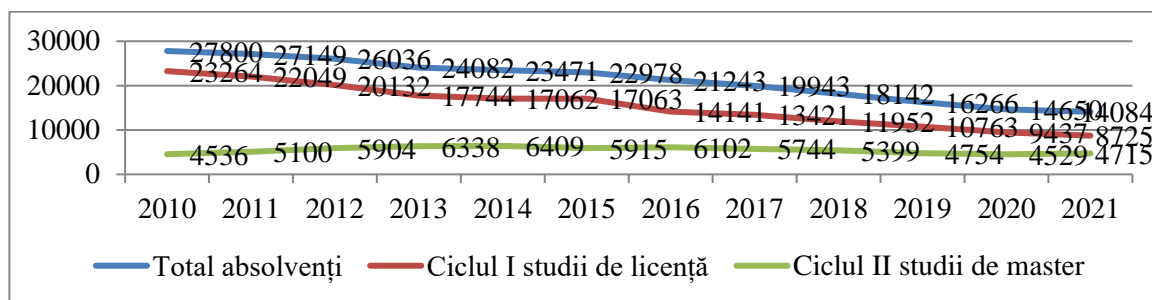 30000
20000
10000
0
27800 27149 26036 24082 23471 22978 21243 19943 18142 16266 14650 14084
23264 22049 20132 17744 17062 17063 14141 13421 11952 10763 9437 8725
4536 5100 5904 6338 6409 5915 6102 5744 5399 4754 4529 4715
2010 2011 2012 2013 2014 2015 2016 2017 2018 2019 2020 2021
Total absolvenți Ciclul I studii de licență Ciclul II studii de master